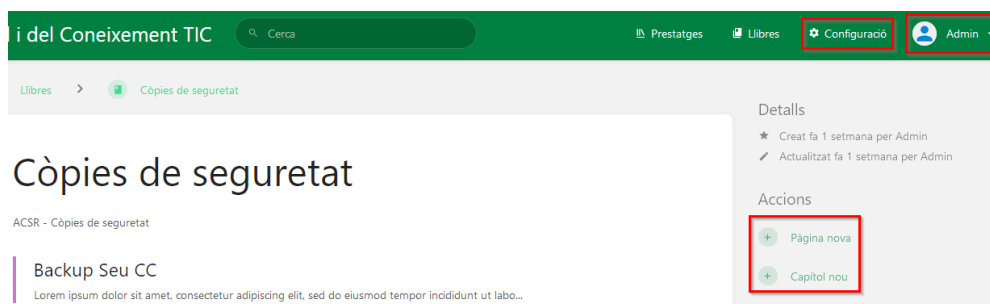 i del Coneixement TIC
Cerca
Prestatges
Llibres
Configuració
Admin
Llibres > Còpies de seguretat
Còpies de seguretat
ACSR - Còpies de seguretat
Backup Seu CC
Lorem ipsum dolor sit amet, consectetur adipiscing elit, sed do eiusmod tempor incididunt ut labo...
Detalls
Creat fa 1 setmana per Admin
Actualitzat fa 1 setmana per Admin
Accions
Pàgina nova
Capítol nou